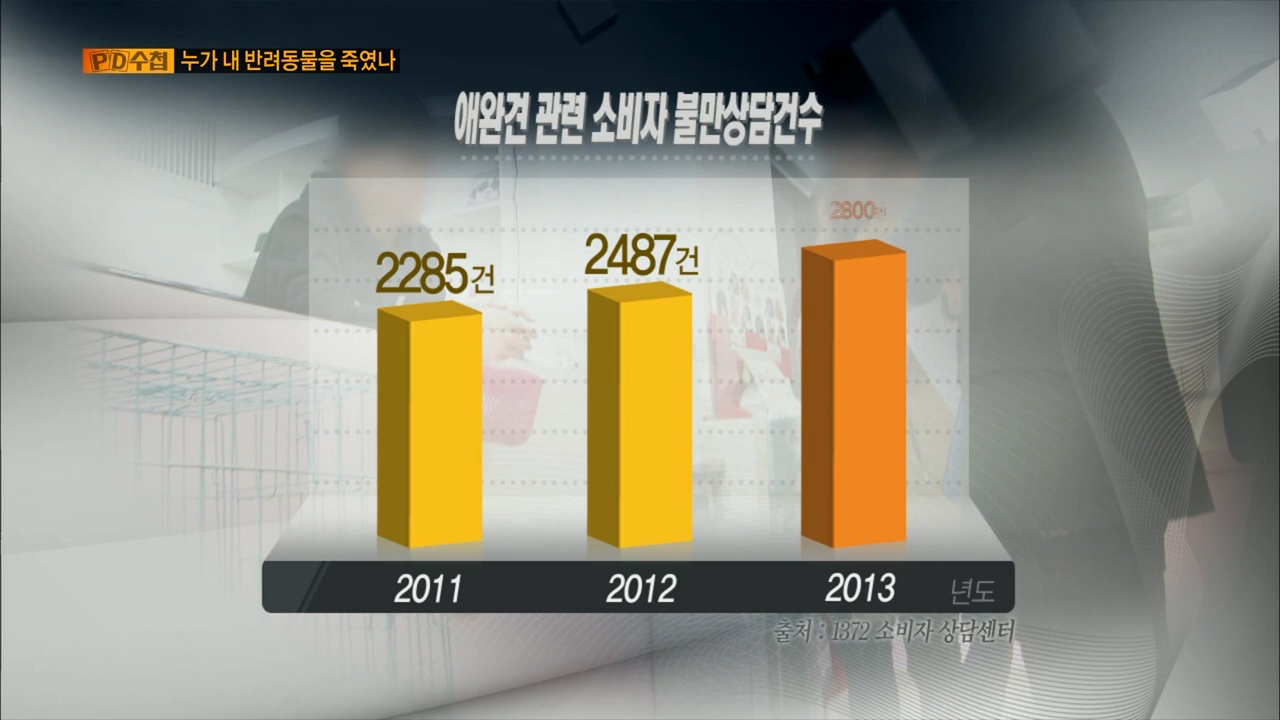 PD수첩 누가 내 반려동물을 죽였나
애완견 관련 소비자 불만상담건수
2285건
2487건
2800건
2011
2012
2013
년도
출처 : 1372 소비자 상담센터